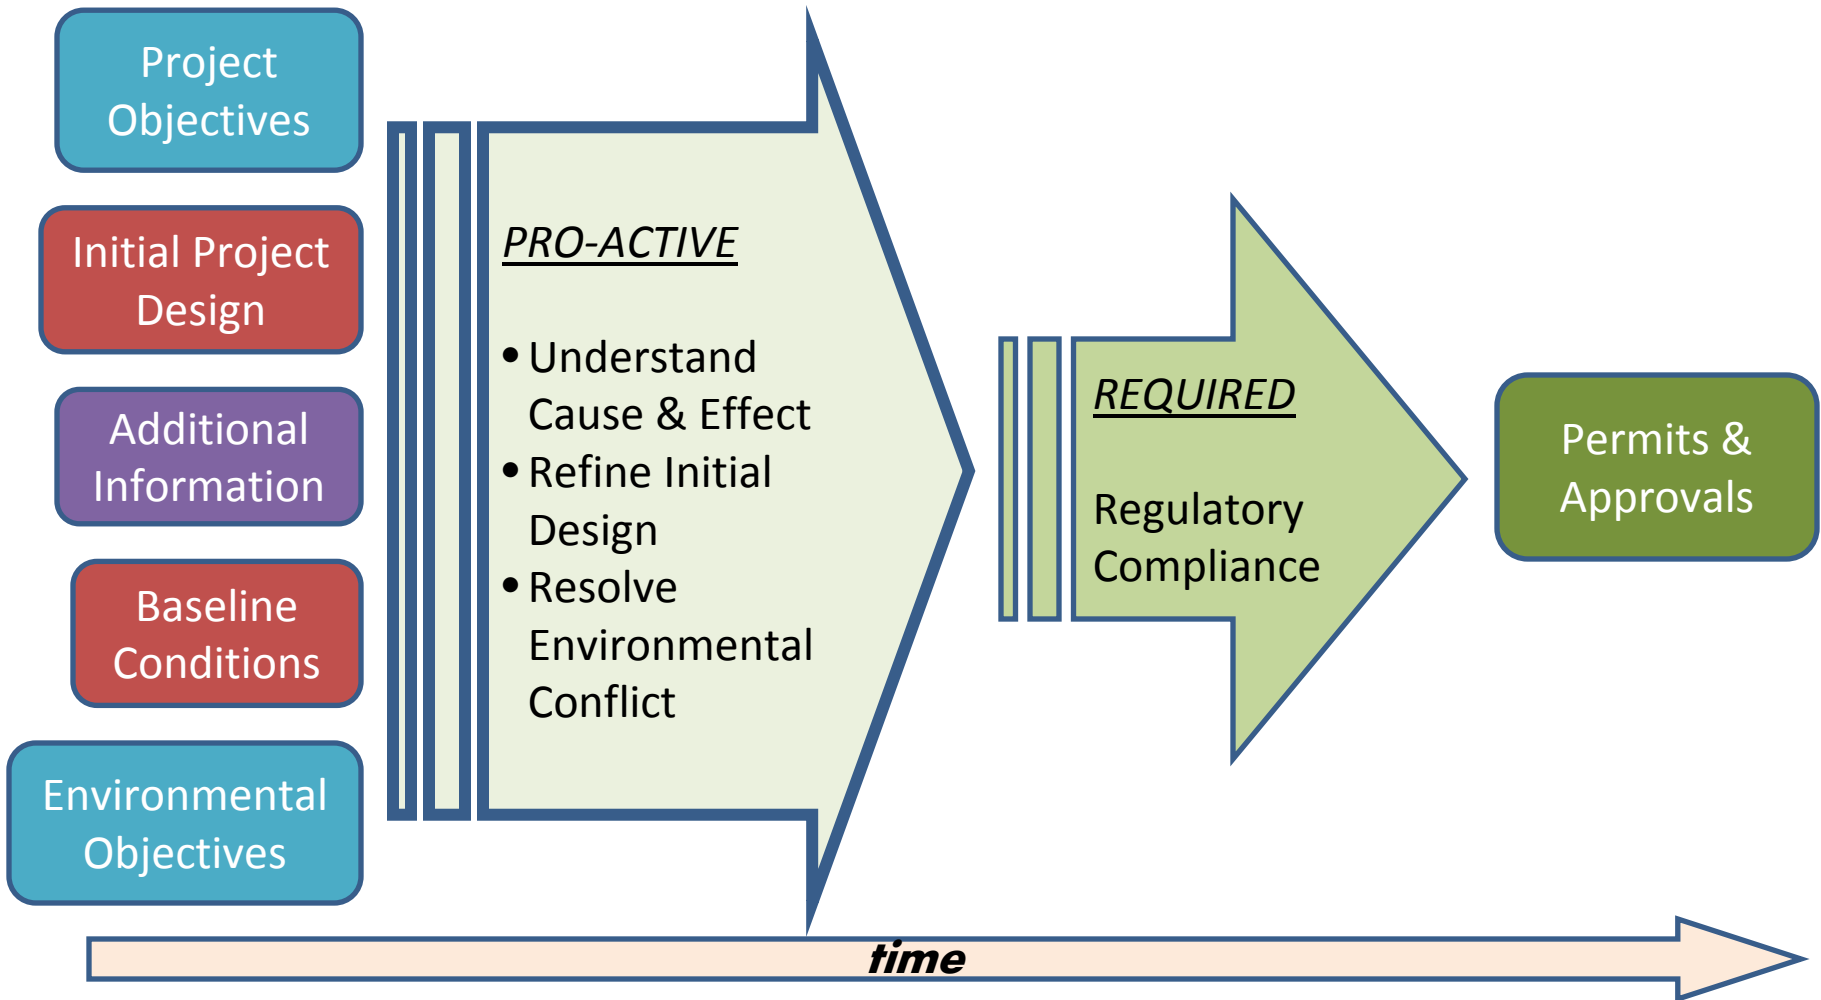 Project
Objectives
Initial Project
Design
Additional
Information
Baseline
Conditions
Environmental
Objectives
PRO-ACTIVE
• Understand
Cause & Effect
• Refine Initial
Design
• Resolve
Environmental
Conflict
REQUIRED
Regulatory
Compliance
Permits &
Approvals
time